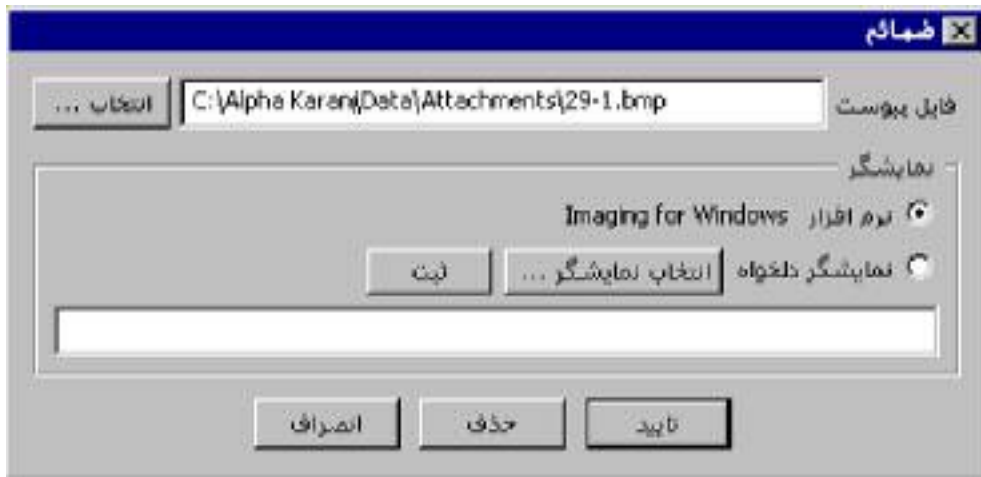 ضمائم
فایل پیوست C:\Alpha Karani\Data\Attachments\29-1.bmp انتخاب ...
نمایشگر
نرم افزار Imaging for Windows
نمایشگر دلخواه انتخاب نمایشگر ... ثبت
تایید حذف انصراف